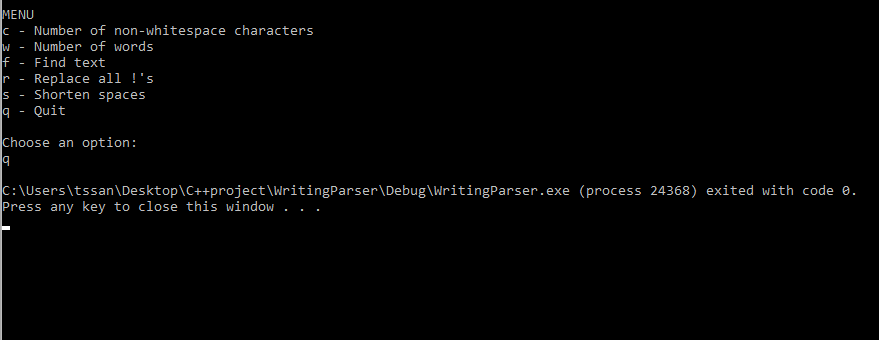 MENU
c - Number of non-whitespace characters
w - Number of words
f - Find text
r - Replace all !'s
s - Shorten spaces
q - Quit
Choose an option:
q
C:\Users\tssan\Desktop\C++project\WritingParser\Debug\WritingParser.exe (process 24368) exited with code 0.
Press any key to close this window . . .